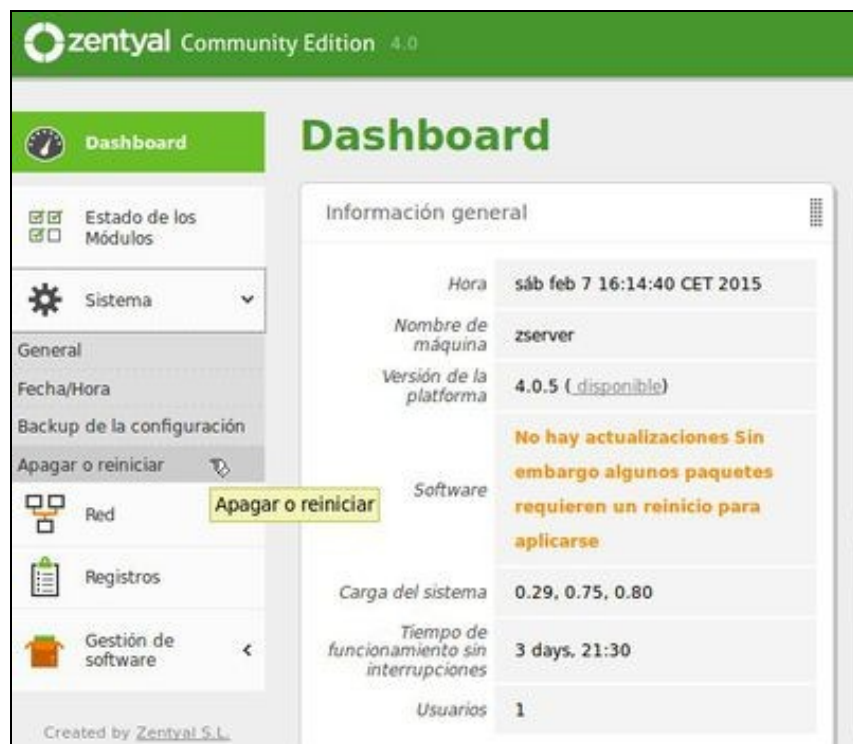 zentyal Community Edition 4.0
Dashboard
Estado de los
Módulos
Sistema
General
Fecha/Hora
Backup de la configuración
Apagar o reiniciar
Apagar o reiniciar
Red
Registros
Gestión de
software
Created by Zentyal S.L.
Dashboard
Información general
Hora
sáb feb 7 16:14:40 CET 2015
Nombre de
máquina
zserver
Versión de la
plataforma
4.0.5 ( disponible)
Software
No hay actualizaciones Sin
embargo algunos paquetes
requieren un reinicio para
aplicarse
Carga del sistema
0.29, 0.75, 0.80
Tiempo de
funcionamiento sin
interrupciones
3 days, 21:30
Usuarios
1